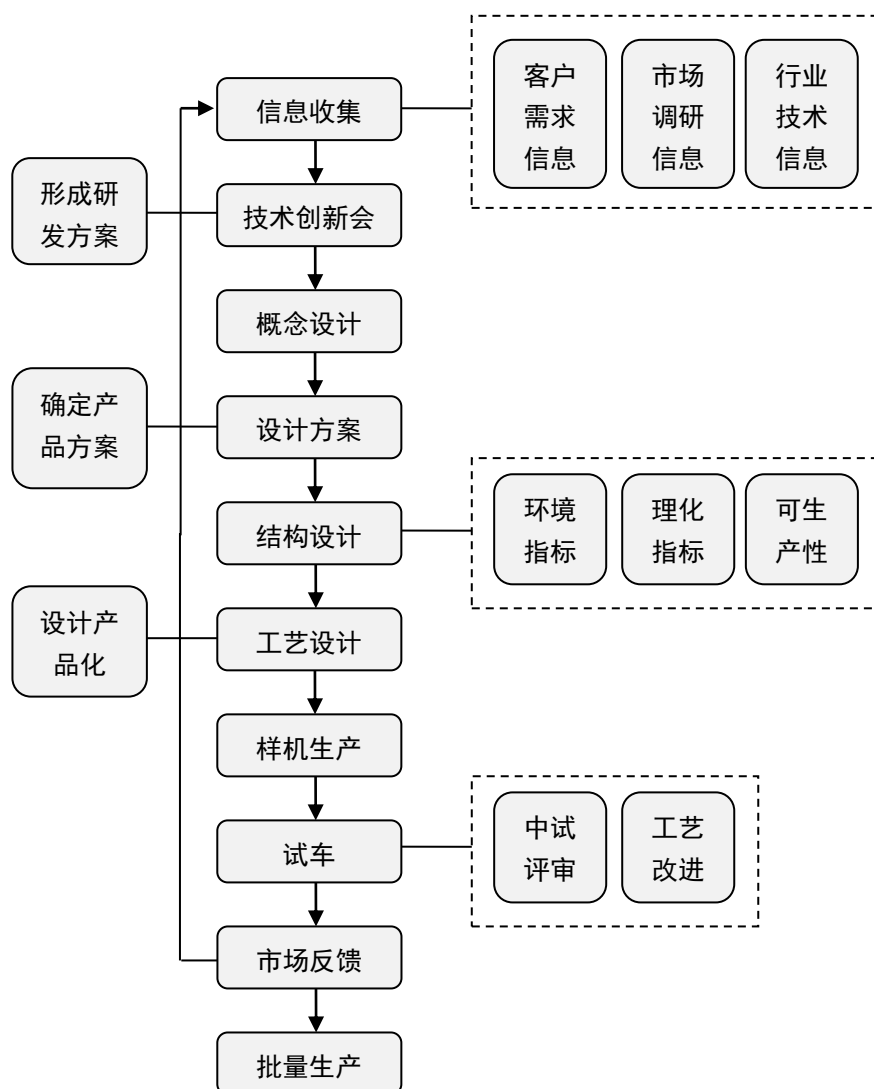 信息收集
客户
需求
信息
市场
调研
信息
行业
技术
信息
形成研
发方案
技术创新会
概念设计
确定产
品方案
设计方案
结构设计
环境
指标
理化
指标
可生
产性
设计产
品化
工艺设计
样机生产
试车
中试
评审
工艺
改进
市场反馈
批量生产